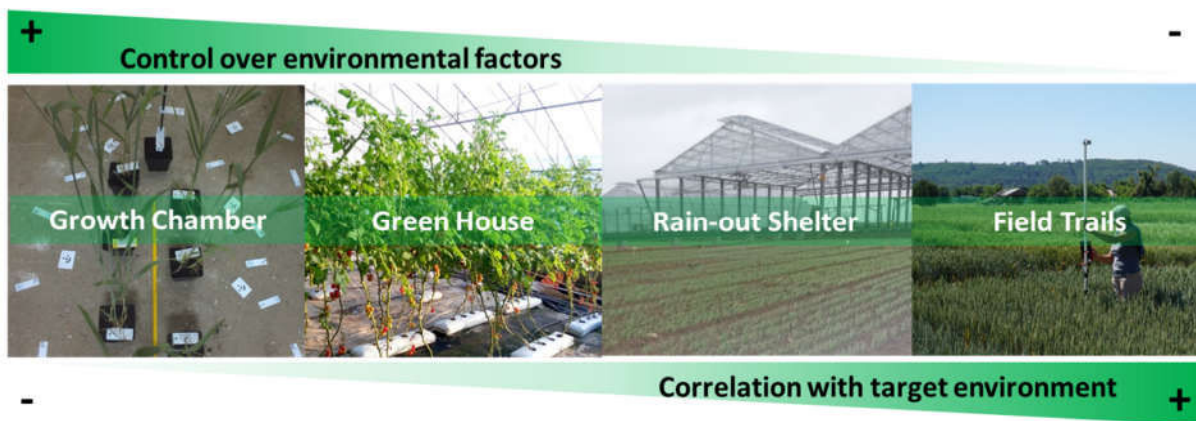 +
-
Control over environmental factors
Growth Chamber
Green House
Rain-out Shelter
Field Trails
Correlation with target environment
-
+